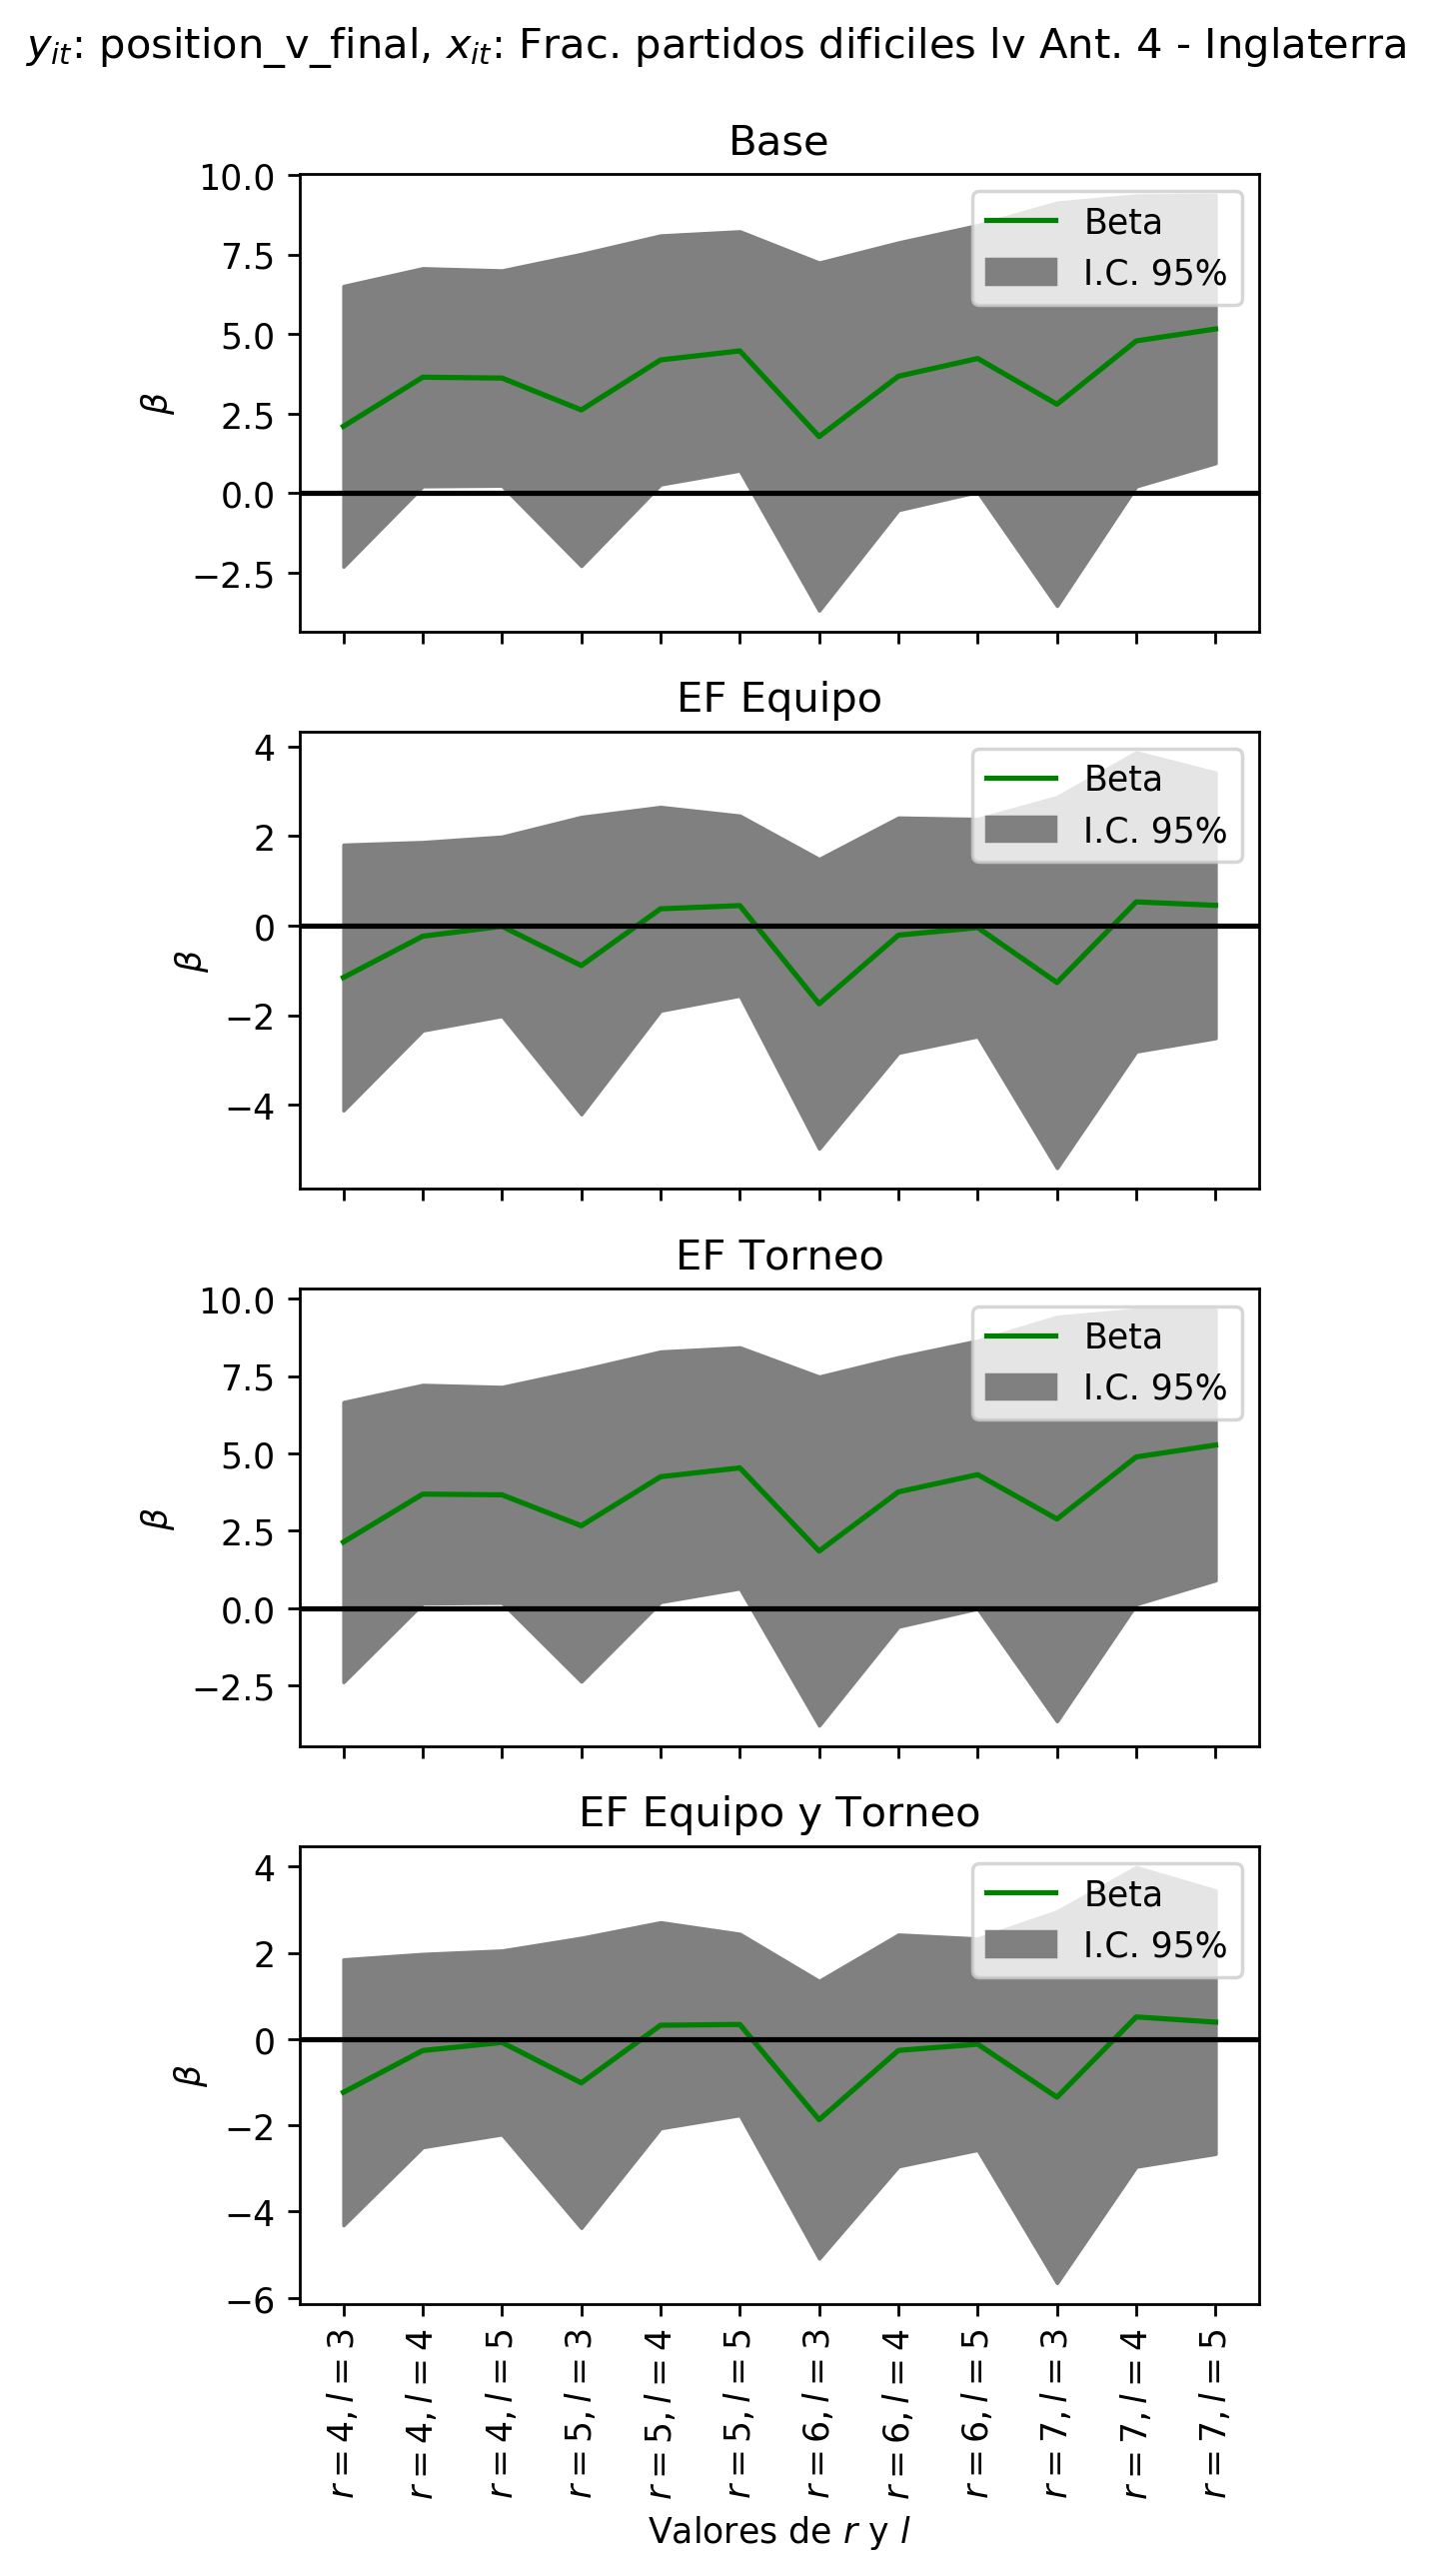 y_it: position_v_final, x_it: Frac. partidos dificiles lv Ant. 4 - Inglaterra
Base
10.0
7.5
5.0
2.5
0.0
−2.5
β
Beta
I.C. 95%
EF Equipo
4
2
0
−2
−4
β
Beta
I.C. 95%
EF Torneo
10.0
7.5
5.0
2.5
0.0
−2.5
β
Beta
I.C. 95%
EF Equipo y Torneo
4
2
0
−2
−4
−6
β
Beta
I.C. 95%
r = 4, l = 3
r = 4, l = 4
r = 4, l = 5
r = 5, l = 3
r = 5, l = 4
r = 5, l = 5
r = 6, l = 3
r = 6, l = 4
r = 6, l = 5
r = 7, l = 3
r = 7, l = 4
r = 7, l = 5
Valores de r y l